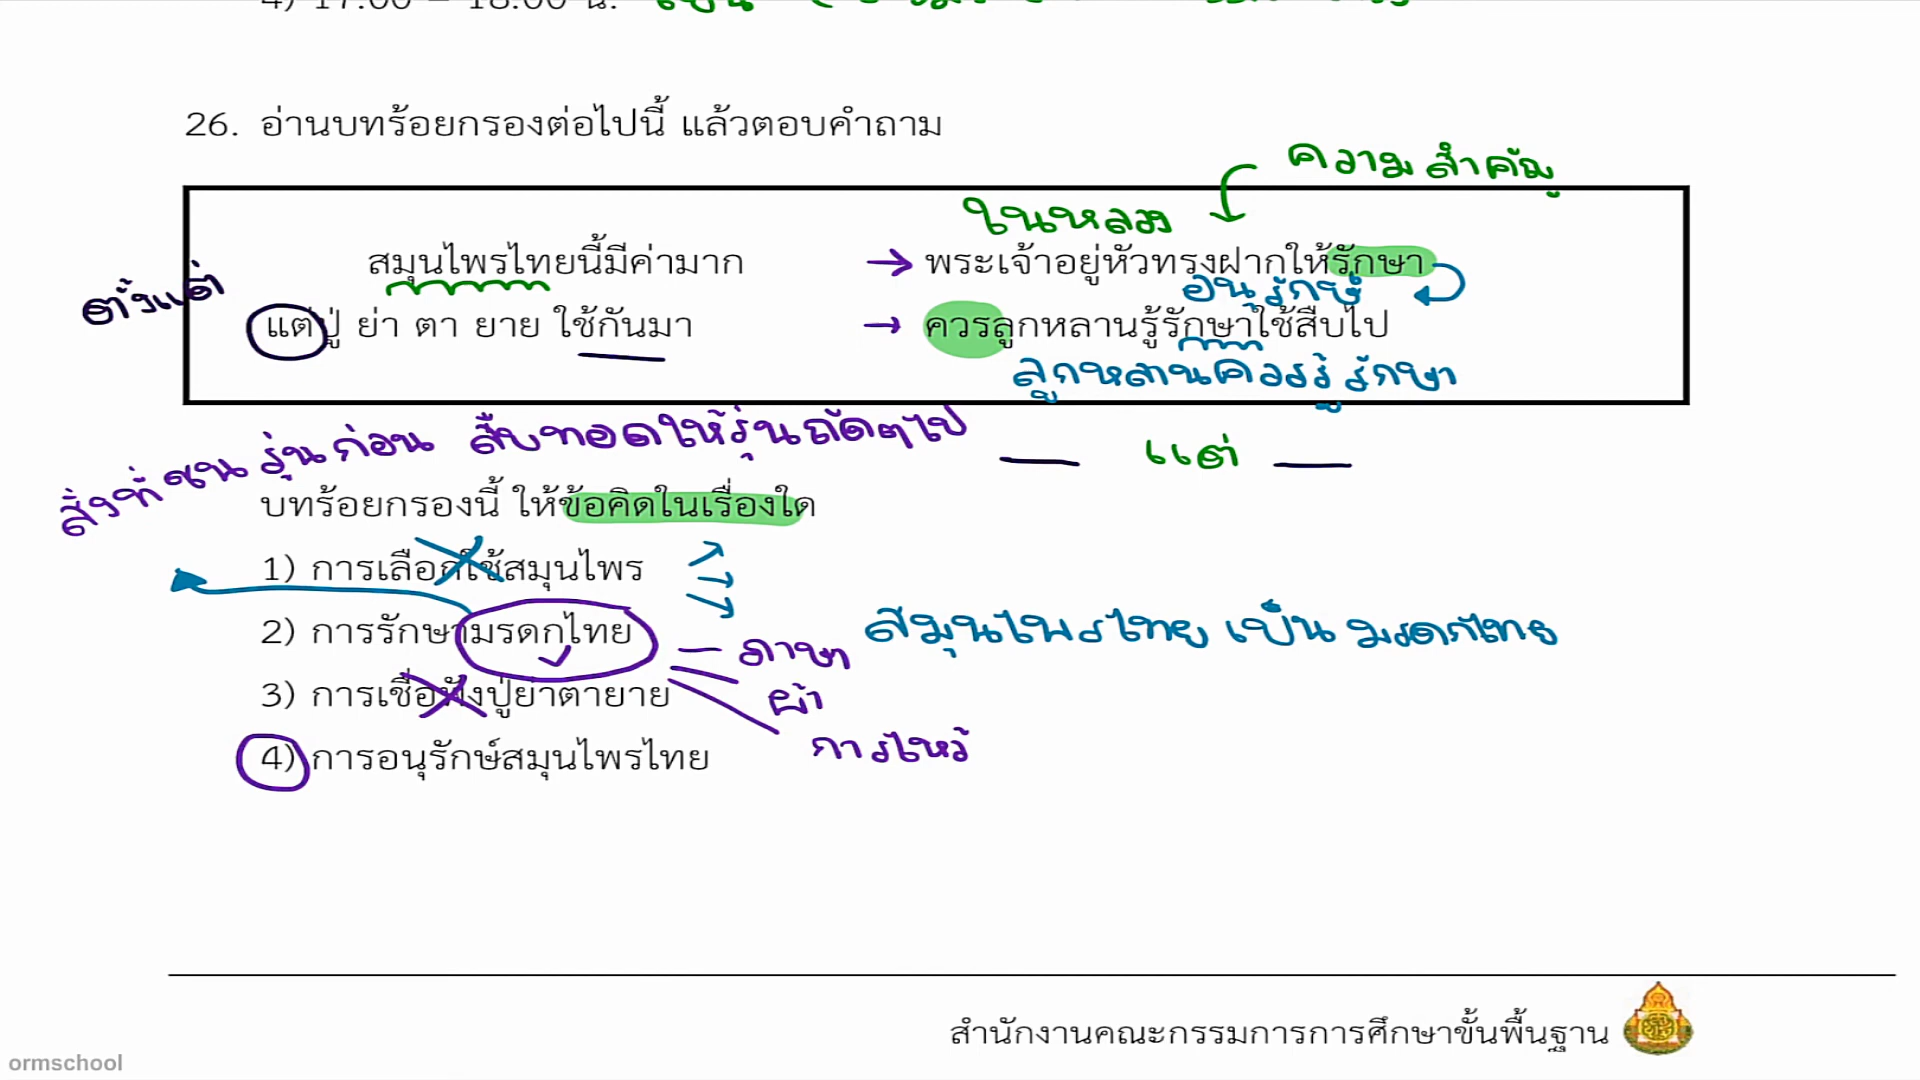 4) 17.00 – 18.00 น.
26. อ่านบทร้อยกรองต่อไปนี้ แล้วตอบคำถาม
ความสำคัญ
ในหลวง
สมุนไพรไทยนี้มีค่ามาก → พระเจ้าอยู่หัวทรงฝากให้รักษา
ตั้งแต่
อนุรักษ์
แต่ปู่ ย่า ตา ยาย ใช้กันมา → ควรลูกหลานรู้รักษาใช้สืบไป
ลูกหลานควรรู้รักษา
สิ่งที่คนรุ่นก่อน สืบทอดให้รุ่นถัดๆไป
แต่
บทร้อยกรองนี้ ให้ข้อคิดในเรื่องใด
1) การเลือกใช้สมุนไพร
2) การรักษามรดกไทย
สมุนไพรไทย เป็น มรดกไทย
ภาษา
3) การเชื่อฟังปู่ย่าตายาย
ผ้า
การไหว้
4) การอนุรักษ์สมุนไพรไทย
สำนักงานคณะกรรมการการศึกษาขั้นพื้นฐาน
ormschool